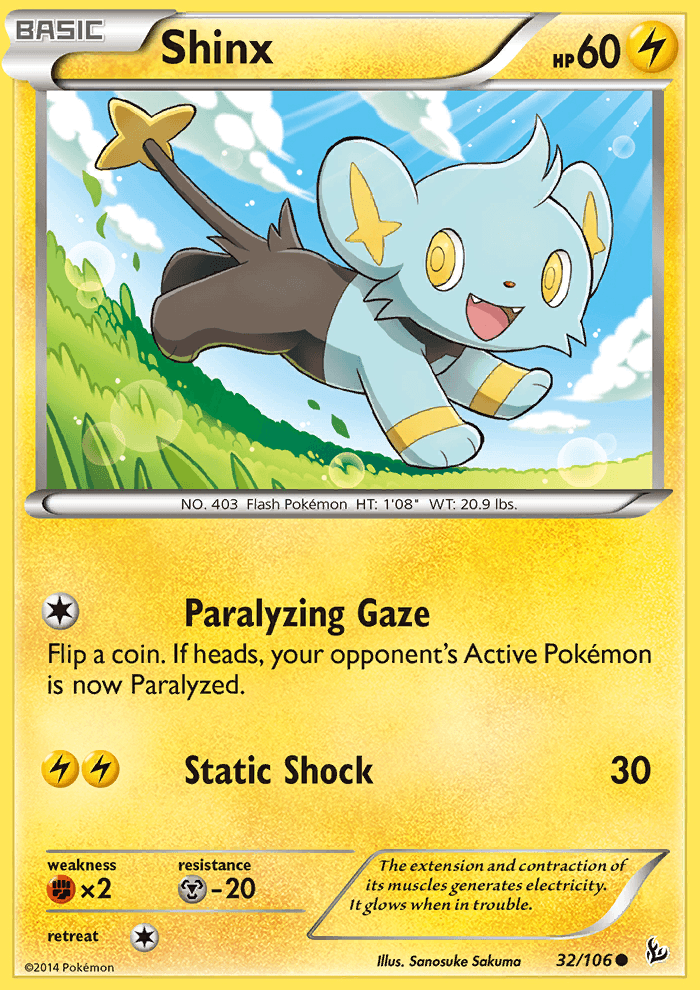 BASIC
Shinx
HP60
NO. 403 Flash Pokémon HT: 1'08" WT: 20.9 lbs.
Paralyzing Gaze
Flip a coin. If heads, your opponent's Active Pokémon
is now Paralyzed.
Static Shock 30
weakness resistance
×2 -20
retreat
The extension and contraction of
its muscles generates electricity.
It glows when in trouble.
©2014 Pokémon
Illus. Sanosuke Sakuma
32/106